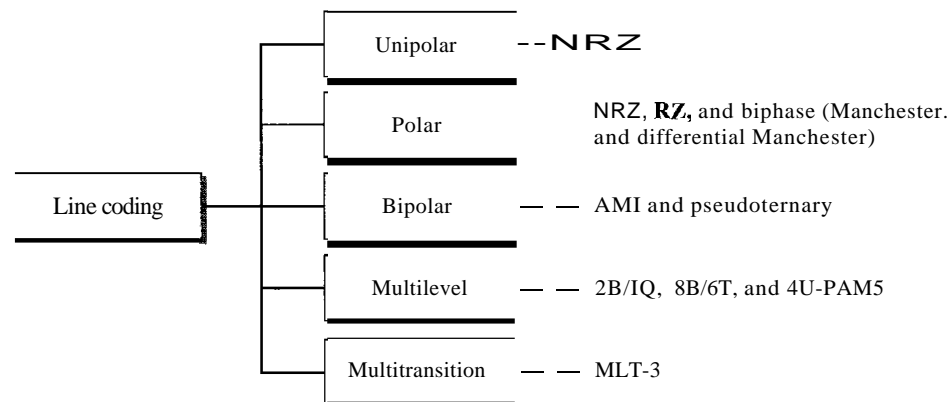 Unipolar
NRZ
Polar
NRZ, RZ, and biphase (Manchester.
and differential Manchester)
Line coding
Bipolar
AMI and pseudoternary
Multilevel
2B/IQ, 8B/6T, and 4U-PAM5
Multitransition
MLT-3